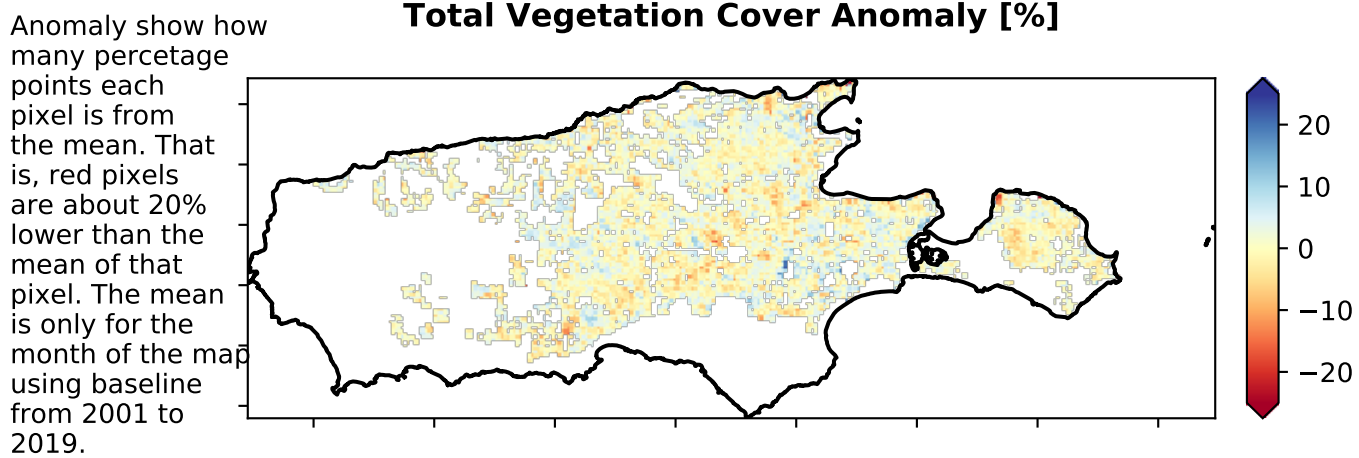 Total Vegetation Cover Anomaly [%]
Anomaly show how
many percetage
points each
pixel is from
the mean. That
is, red pixels
are about 20%
lower than the
mean of that
pixel. The mean
is only for the
month of the map
using baseline
from 2001 to
2019.
20
10
0
−10
−20